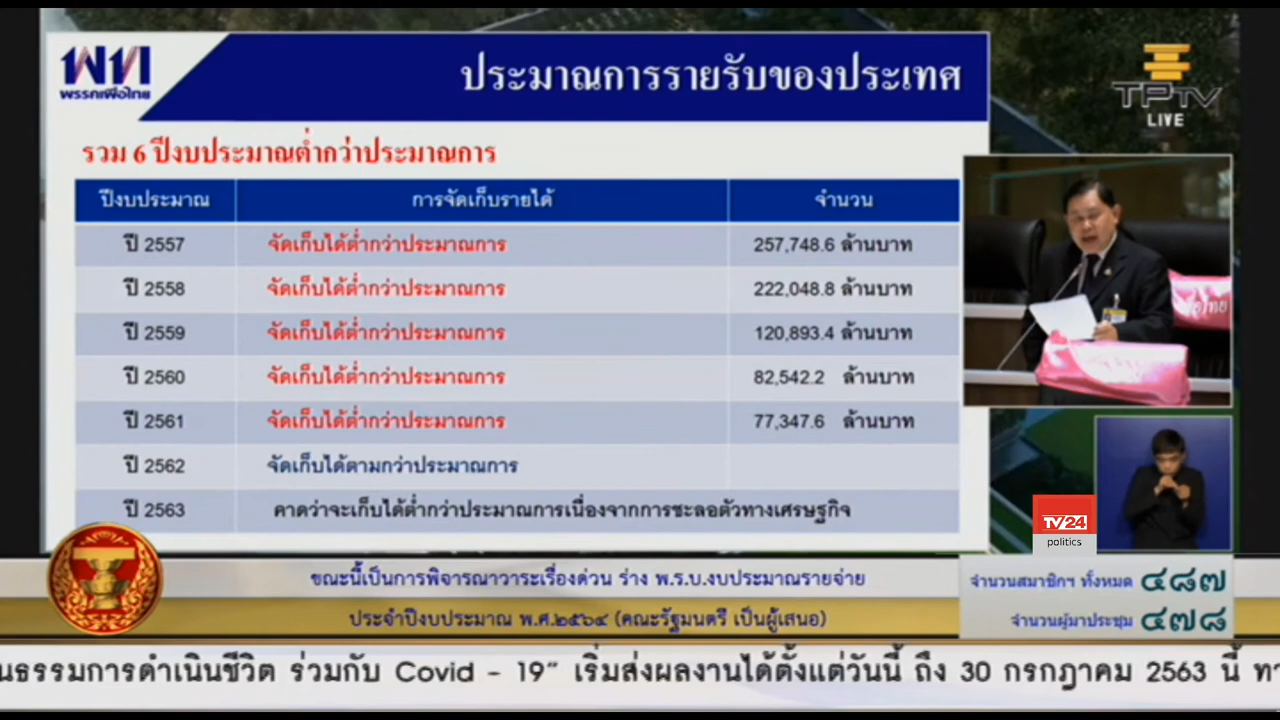 พท
พรรคเพื่อไทย
ประมาณการรายรับของประเทศ
TPTV
LIVE
รวม 6 ปีงบประมาณต่ำกว่าประมาณการ
ปีงบประมาณ การจัดเก็บรายได้ จำนวน
ปี 2557 จัดเก็บได้ต่ำกว่าประมาณการ 257,748.6 ล้านบาท
ปี 2558 จัดเก็บได้ต่ำกว่าประมาณการ 222,048.8 ล้านบาท
ปี 2559 จัดเก็บได้ต่ำกว่าประมาณการ 120,893.4 ล้านบาท
ปี 2560 จัดเก็บได้ต่ำกว่าประมาณการ 82,542.2 ล้านบาท
ปี 2561 จัดเก็บได้ต่ำกว่าประมาณการ 77,347.6 ล้านบาท
ปี 2562 จัดเก็บได้ตามกว่าประมาณการ
ปี 2563 คาดว่าจะเก็บได้ต่ำกว่าประมาณการเนื่องจากการชะลอตัวทางเศรษฐกิจ
TV24
politics
ขณะนี้เป็นการพิจารณาวาระเรื่องด่วน ร่าง พ.ร.บ.งบประมาณรายจ่าย
ประจำปีงบประมาณ พ.ศ.๒๕๖๔ (คณะรัฐมนตรี เป็นผู้เสนอ)
จำนวนสมาชิกฯ ทั้งหมด ๔๘๗
จำนวนผู้มาประชุม ๔๗๘
นธรรมการดำเนินชีวิต ร่วมกับ Covid - 19” เริ่มส่งผลงานได้ตั้งแต่วันนี้ ถึง 30 กรกฎาคม 2563 นี้ ทา